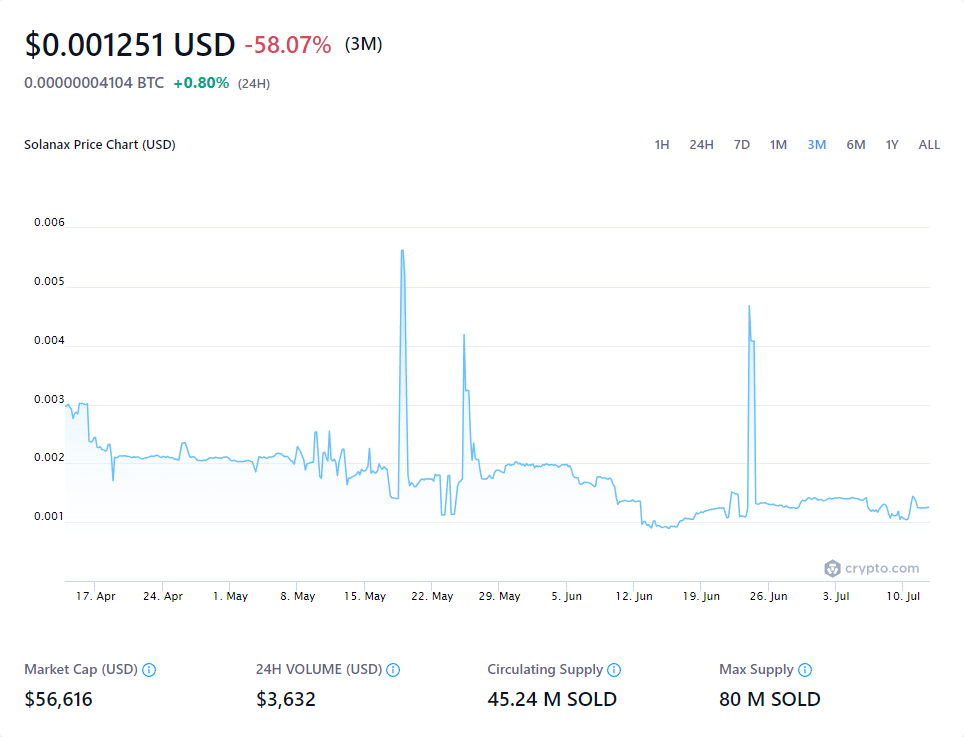 $0.001251 USD -58.07% (3M)
0.00000004104 BTC +0.80% (24H)
Solanax Price Chart (USD) 1H 24H 7D 1M 3M 6M 1Y ALL
0.006
0.005
0.004
0.003
0.002
0.001
crypto.com
17. Apr 24. Apr 1. May 8. May 15. May 22. May 29. May 5. Jun 12. Jun 19. Jun 26. Jun 3. Jul 10. Jul
Market Cap (USD) 24H VOLUME (USD) Circulating Supply Max Supply
$56,616 $3,632 45.24 M SOLD 80 M SOLD